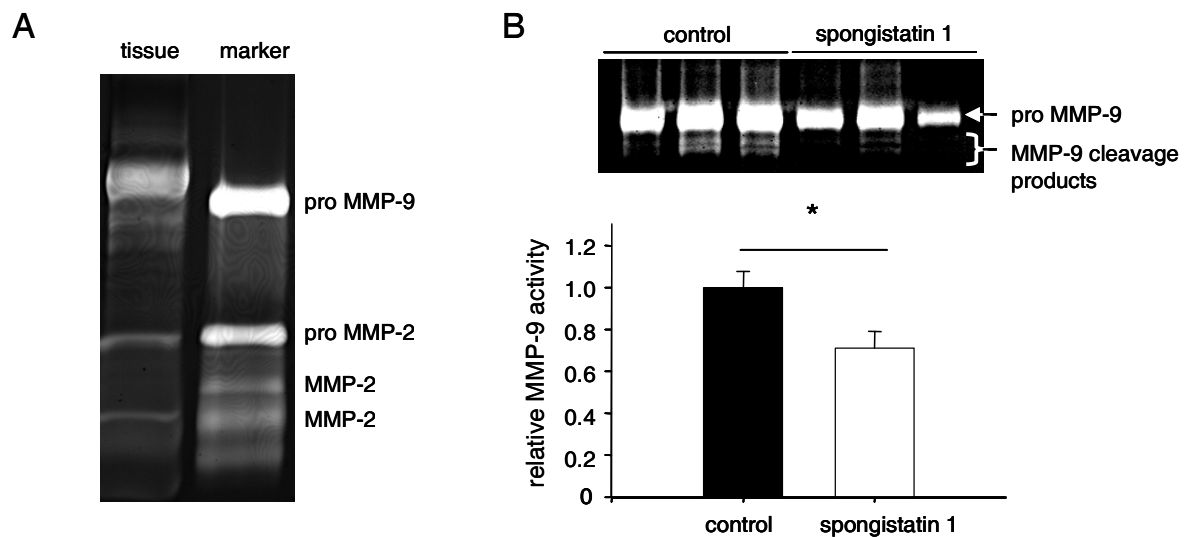 A
tissue marker
pro MMP-9
pro MMP-2
MMP-2
MMP-2
B
control spongistatin 1
pro MMP-9
MMP-9 cleavage
products
*
relative MMP-9 activity
1.2
1.0
0.8
0.6
0.4
0.2
0
control spongistatin 1